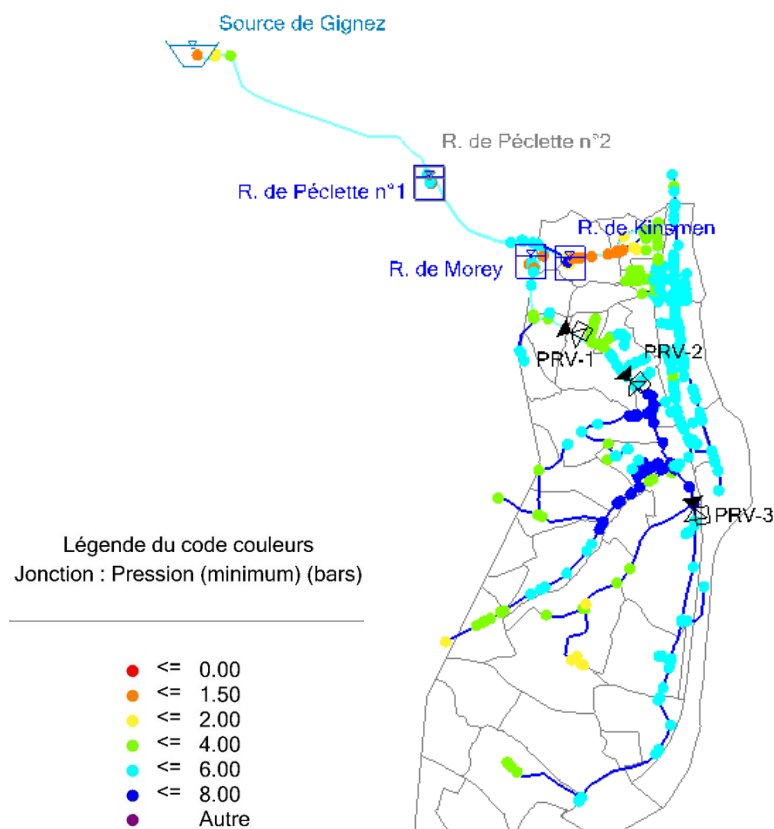 Source de Gignez
R. de Péclette n°2
R. de Péclette n°1
R. de Kinsmen
R. de Morey
PRV-1
PRV-2
PRV-3
Légende du code couleurs
Jonction : Pression (minimum) (bars)
<= 0.00
<= 1.50
<= 2.00
<= 4.00
<= 6.00
<= 8.00
Autre